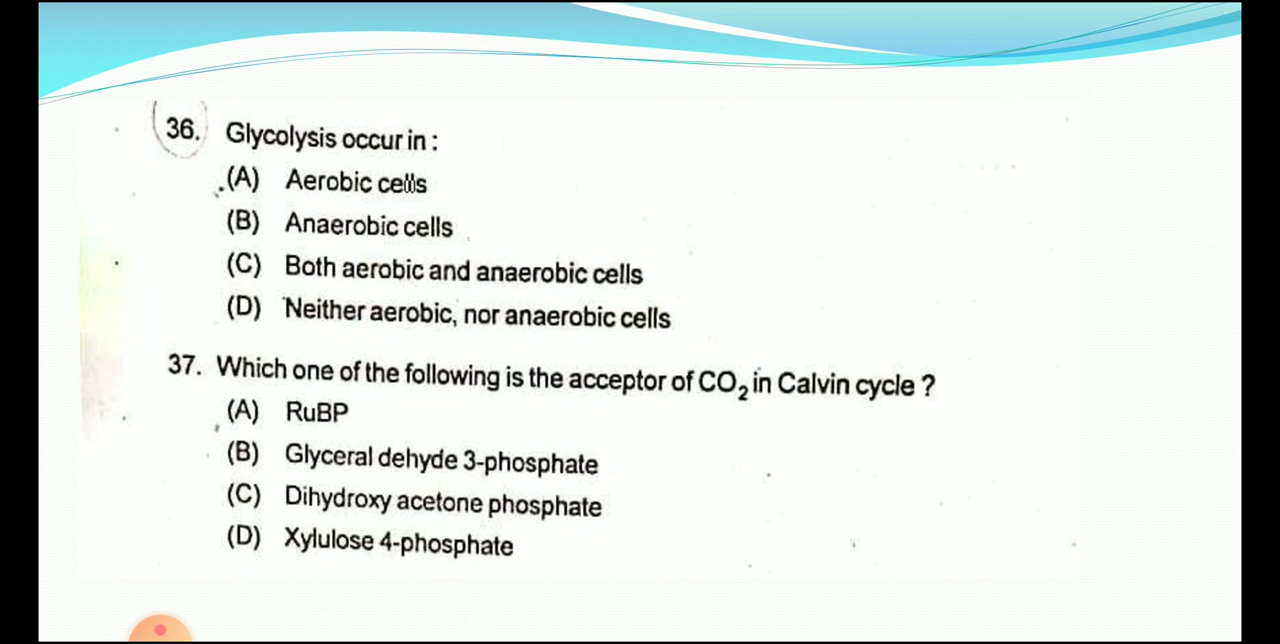 36. Glycolysis occur in :
(A) Aerobic cells
(B) Anaerobic cells
(C) Both aerobic and anaerobic cells
(D) Neither aerobic, nor anaerobic cells
37. Which one of the following is the acceptor of CO₂ in Calvin cycle ?
(A) RuBP
(B) Glyceral dehyde 3-phosphate
(C) Dihydroxy acetone phosphate
(D) Xylulose 4-phosphate